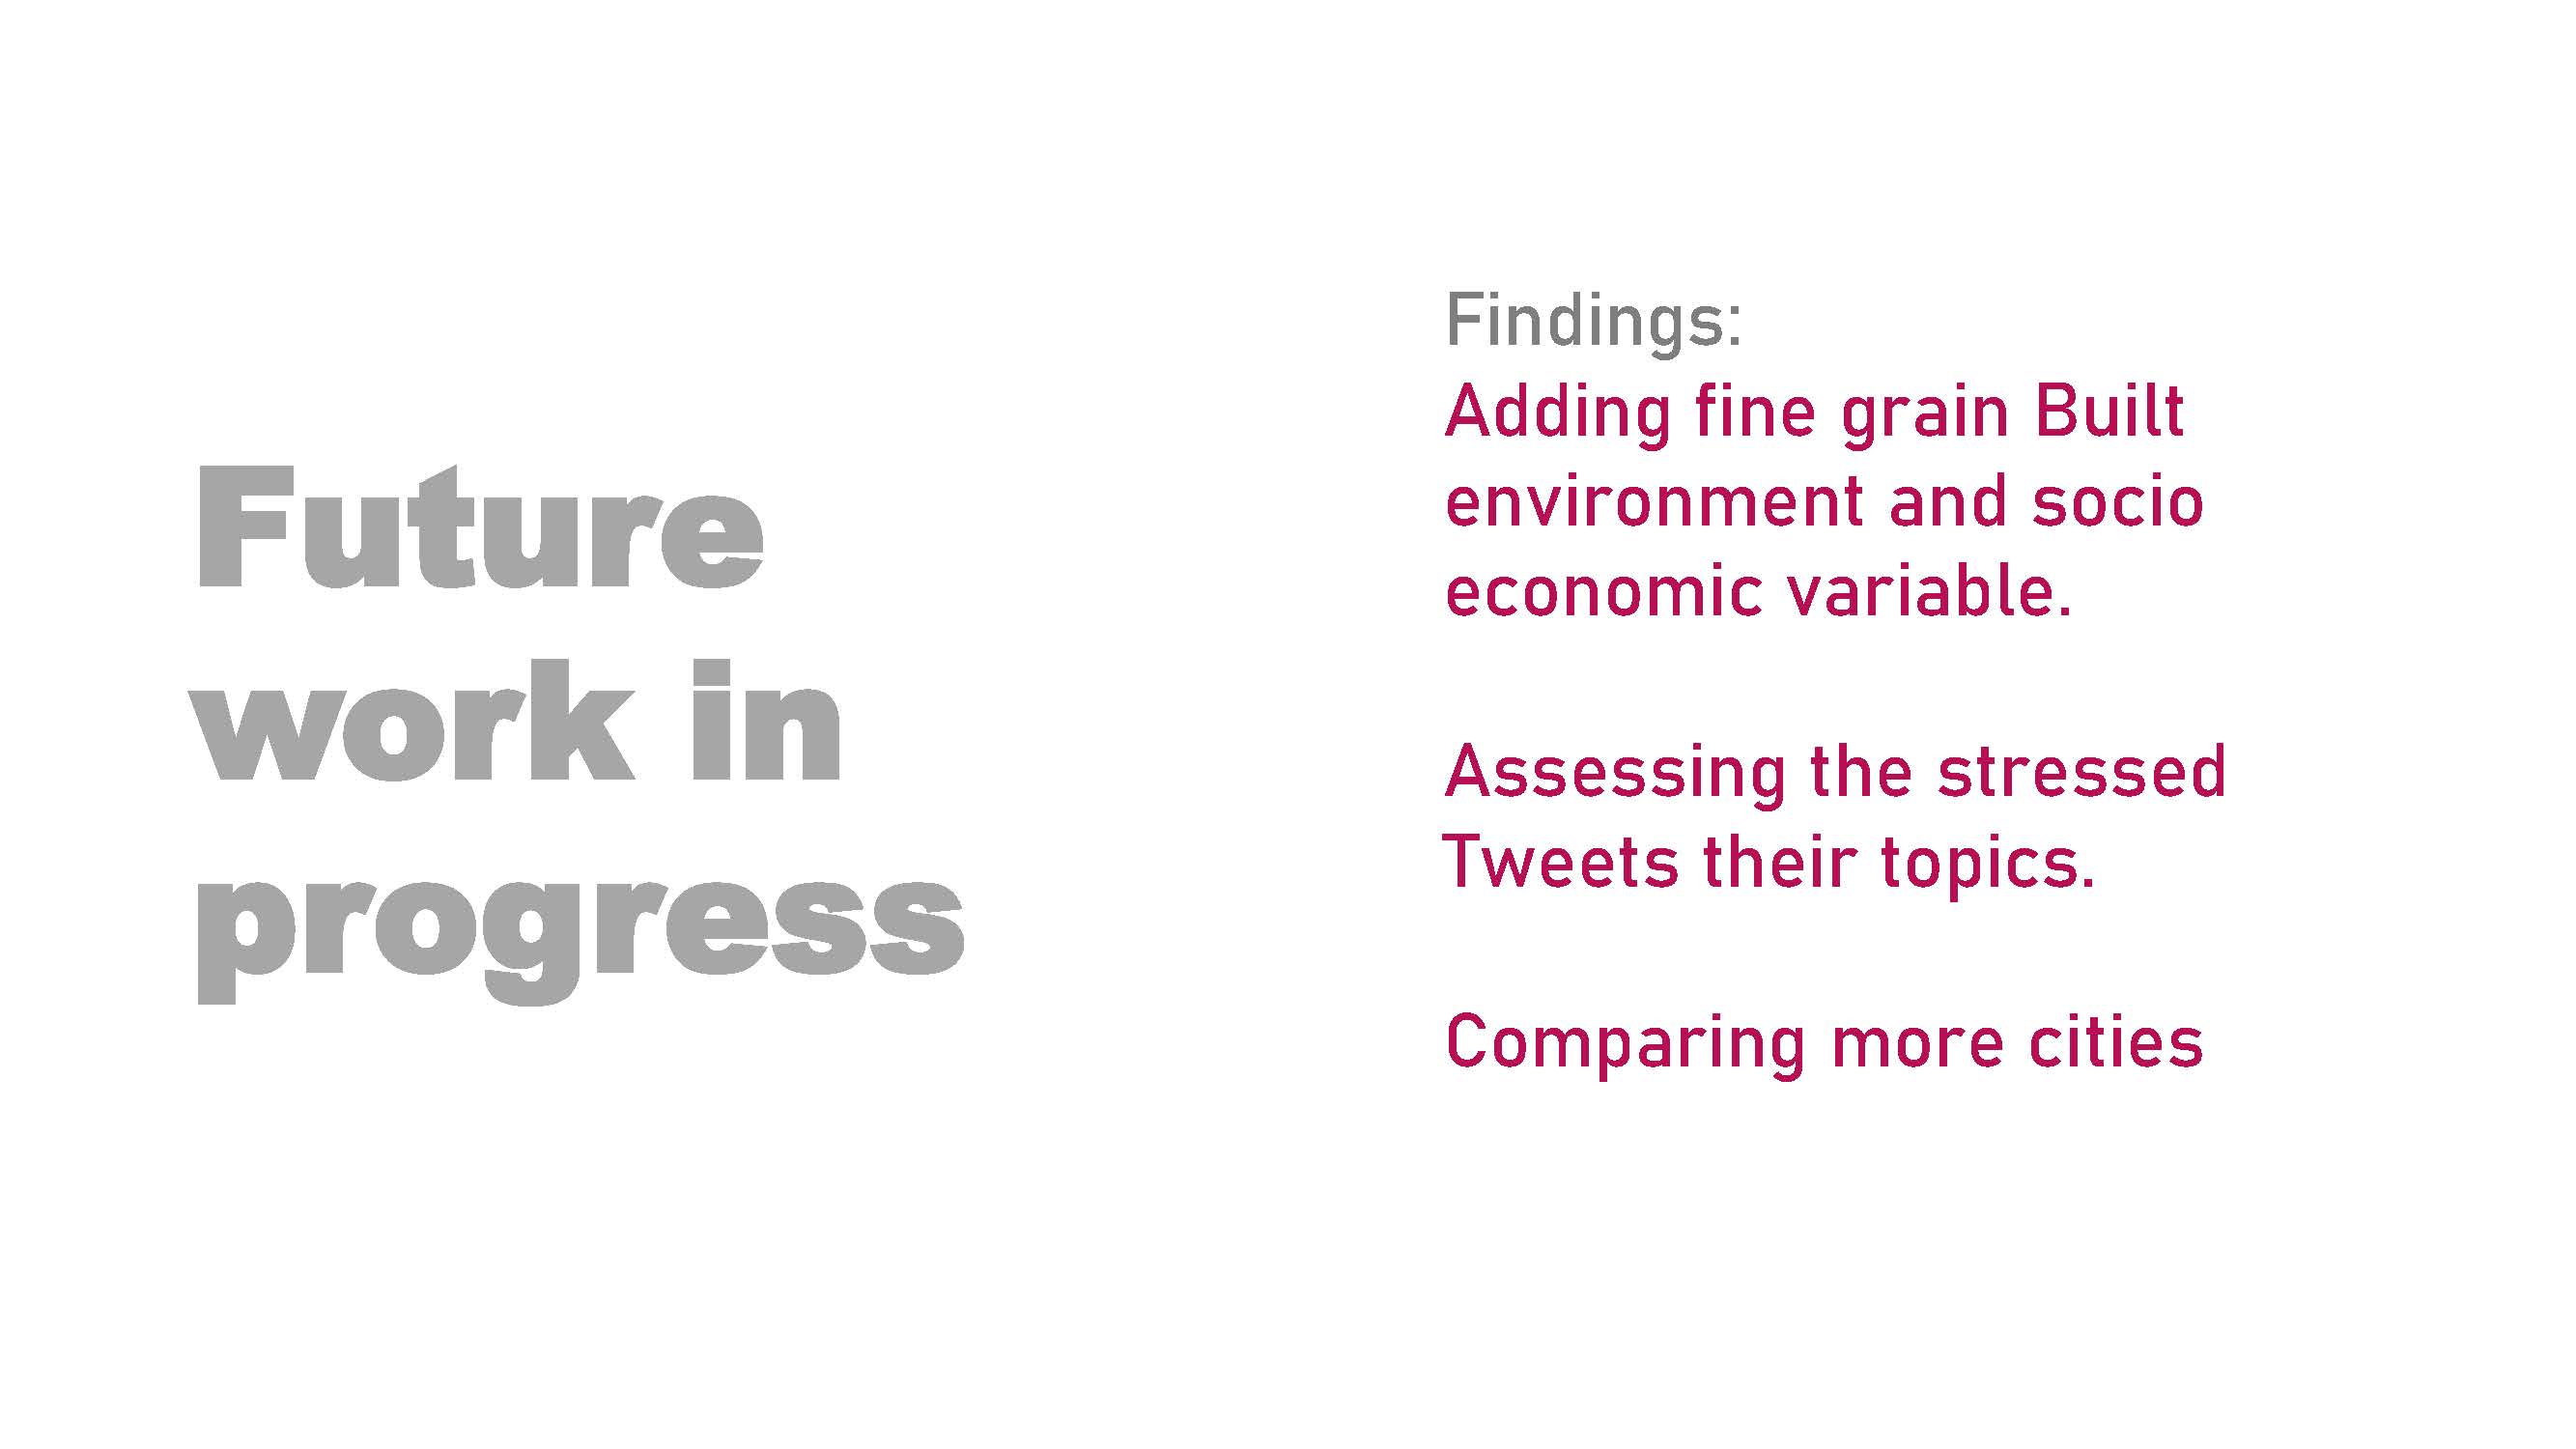 Future
work in
progress
Findings:
Adding fine grain Built
environment and socio
economic variable.
Assessing the stressed
Tweets their topics.
Comparing more cities